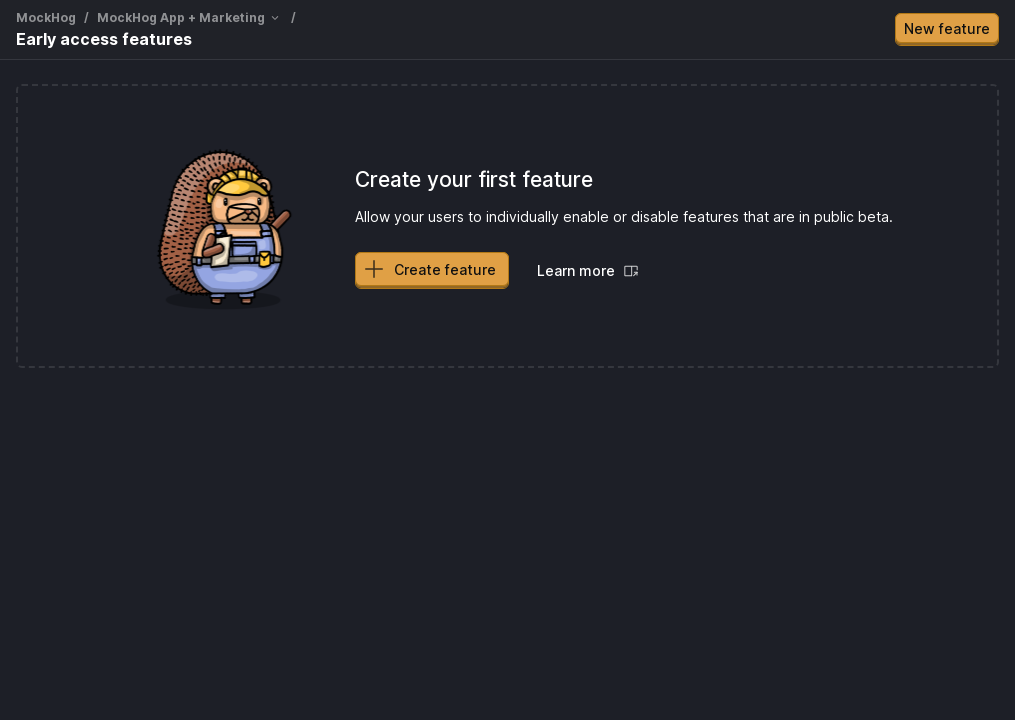 MockHog / MockHog App + Marketing /
Early access features
New feature
Create your first feature
Allow your users to individually enable or disable features that are in public beta.
Create feature
Learn more